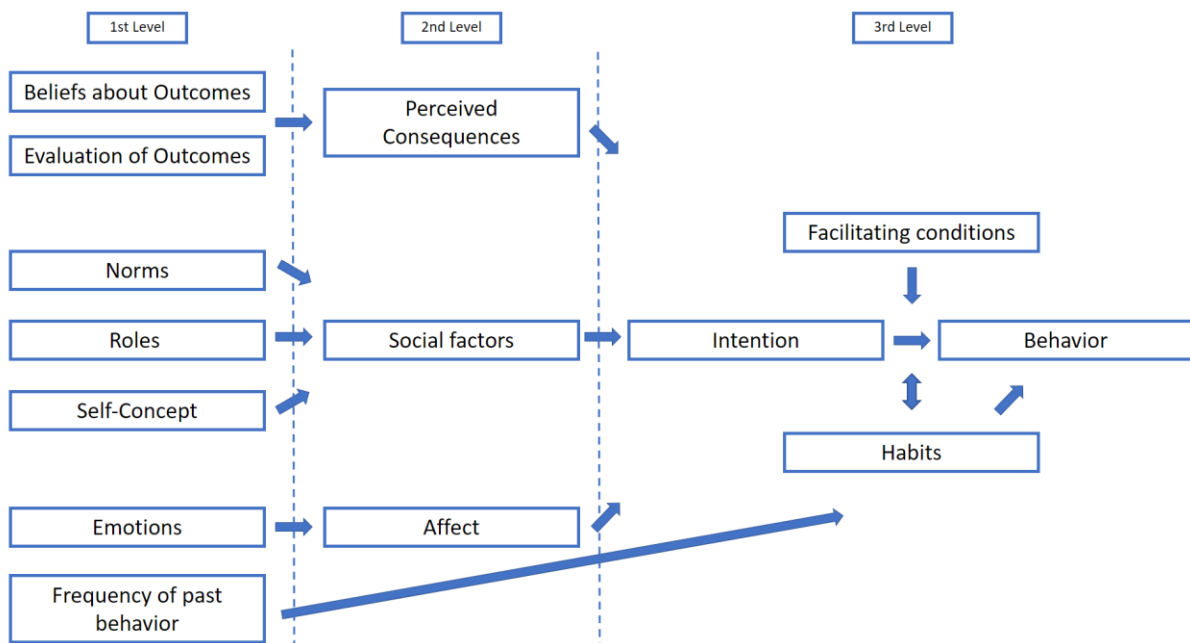 1st Level
2nd Level
3rd Level
Beliefs about Outcomes
Evaluation of Outcomes
Perceived
Consequences
Facilitating conditions
Norms
Roles
Social factors
Intention
Behavior
Self-Concept
Habits
Emotions
Affect
Frequency of past
behavior